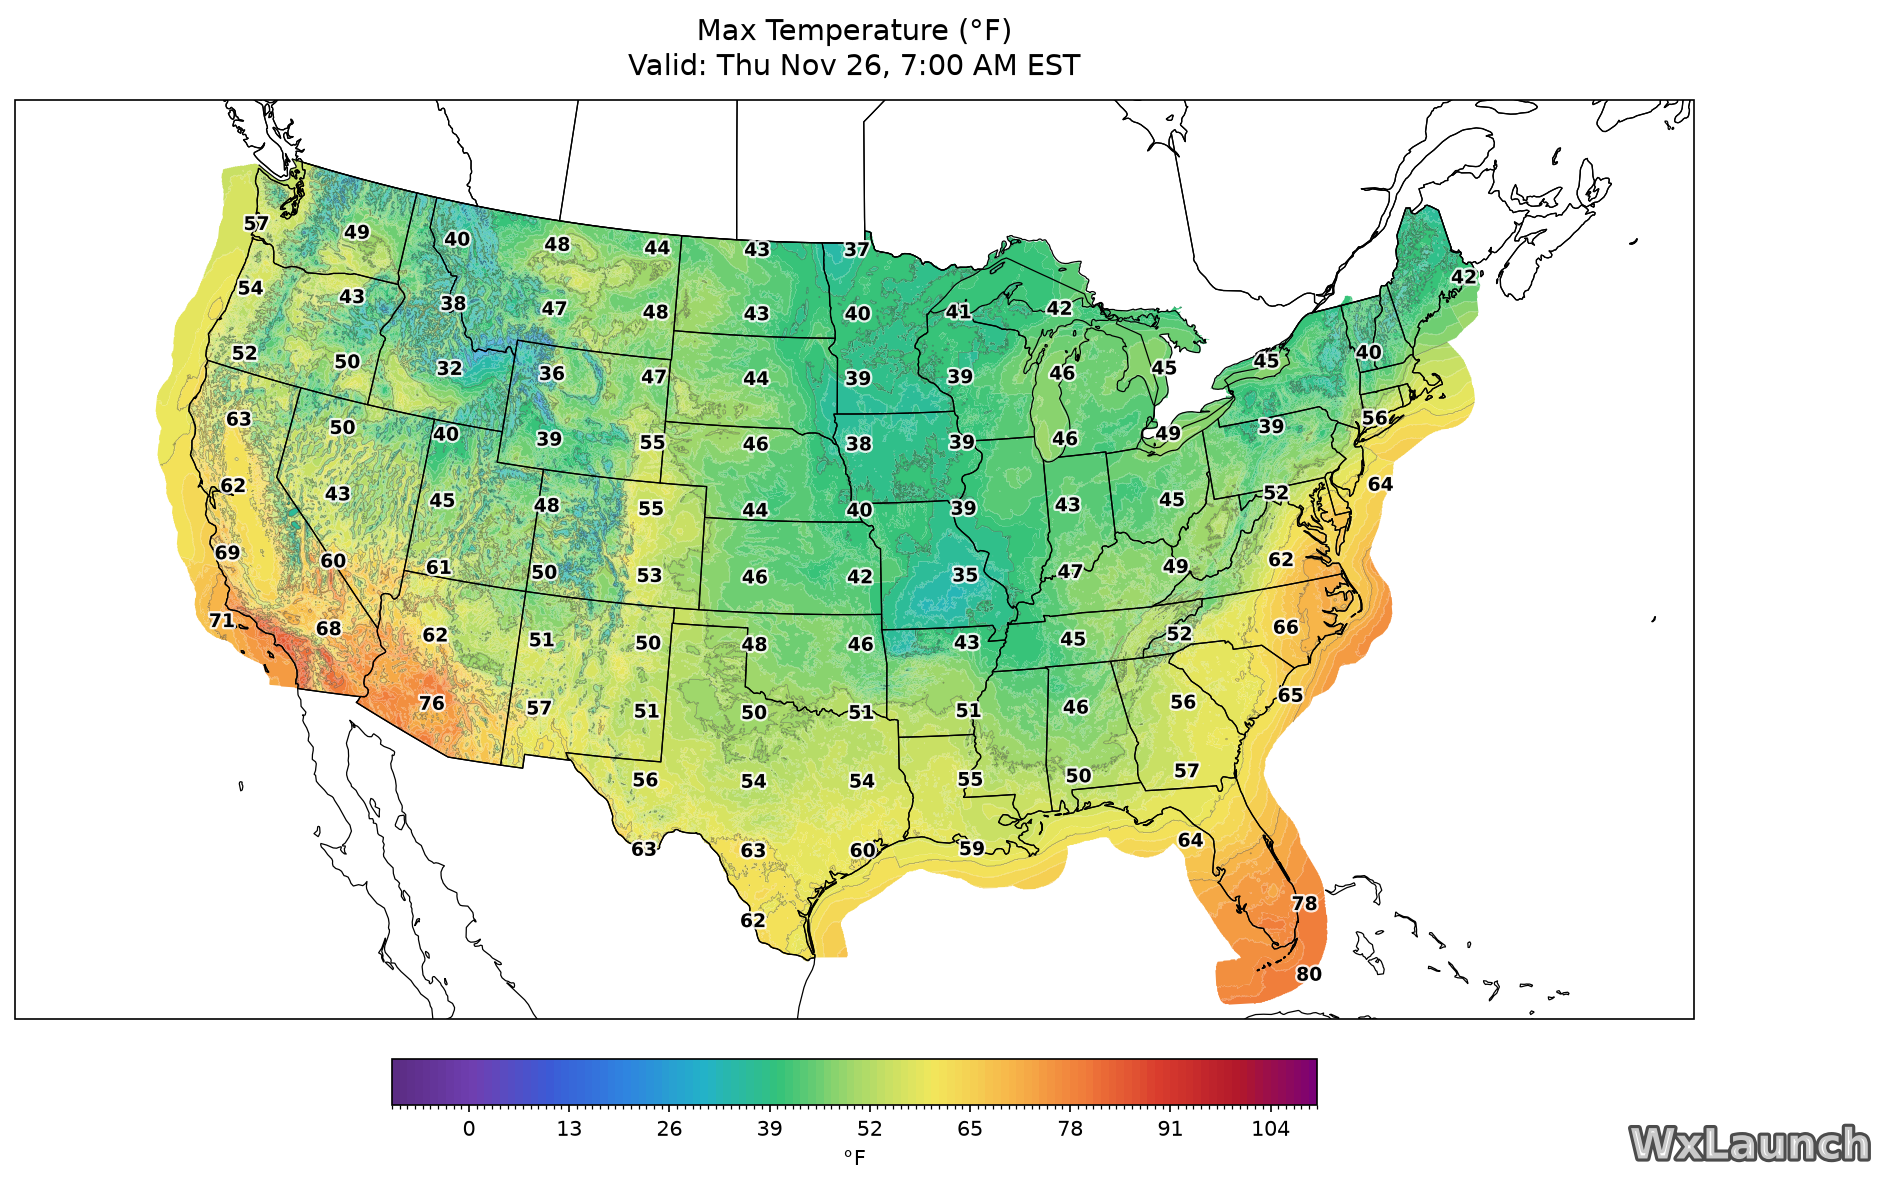 Max Temperature (°F)
Valid: Thu Nov 26, 7:00 AM EST
57 49 40 48 44 43 37
54 43 38 47 48 43 40 41 42 42
52 50 32 36 47 44 39 39 46 45 45 40
63 50 40 39 55 46 38 39 46 49 39 56
62 43 45 48 55 44 40 39 43 45 52 64
69 60 61 50 53 46 42 35 47 49 62
71 68 62 51 50 48 46 43 45 52 66
76 57 51 50 51 51 46 56 65
56 54 54 55 50 57
63 63 60 59 64
62 78
80
0 13 26 39 52 65 78 91 104
°F
WxLaunch